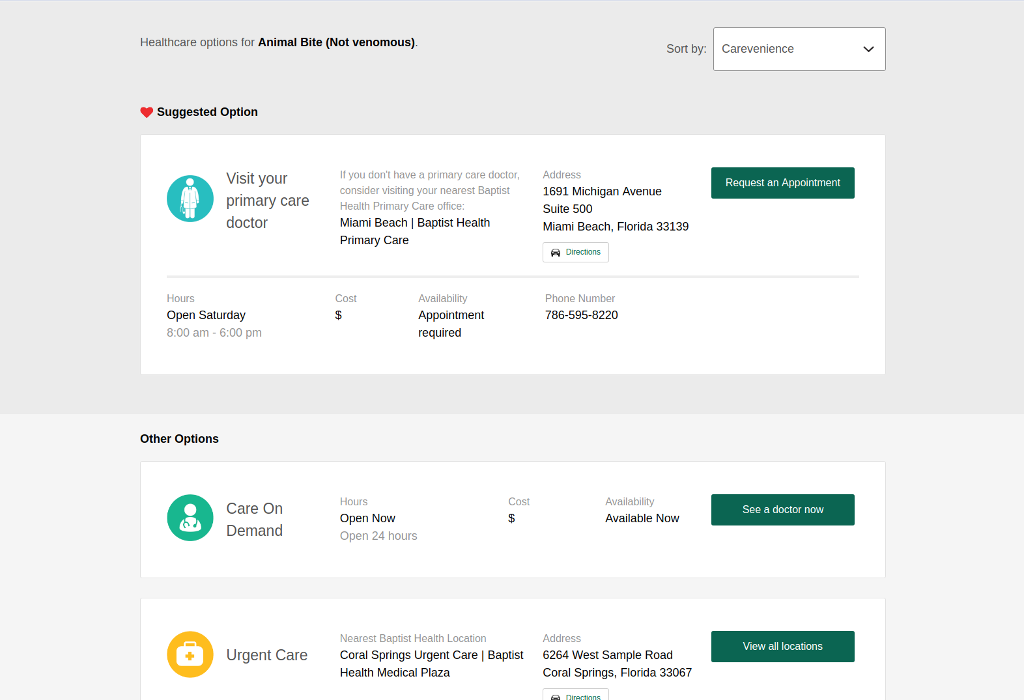 Healthcare options for Animal Bite (Not venomous).
Sort by: Carevenience
Suggested Option
Visit your
primary care
doctor
If you don't have a primary care doctor,
consider visiting your nearest Baptist
Health Primary Care office:
Miami Beach | Baptist Health
Primary Care
Address
1691 Michigan Avenue
Suite 500
Miami Beach, Florida 33139
Directions
Request an Appointment
Hours
Open Saturday
8:00 am - 6:00 pm
Cost
$
Availability
Appointment
required
Phone Number
786-595-8220
Other Options
Care On
Demand
Hours
Open Now
Open 24 hours
Cost
$
Availability
Available Now
See a doctor now
Urgent Care
Nearest Baptist Health Location
Coral Springs Urgent Care | Baptist
Health Medical Plaza
Address
6264 West Sample Road
Coral Springs, Florida 33067
Directions
View all locations